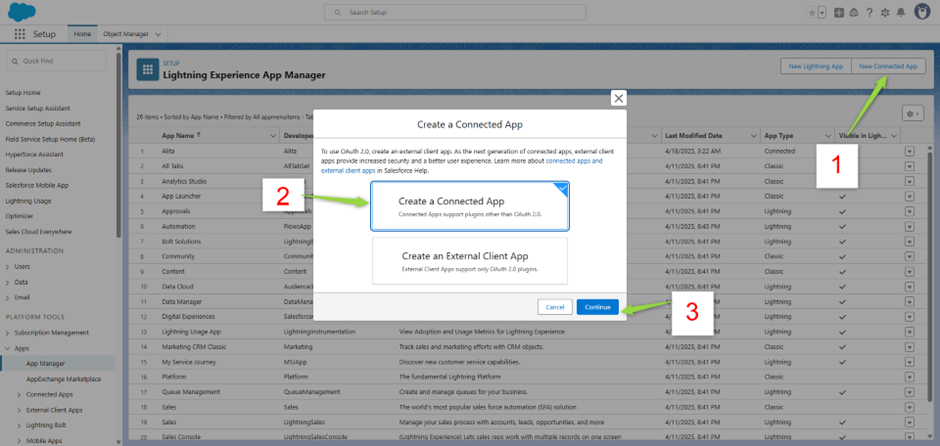 Search Setup
Setup
Home
Object Manager
Quick Find
Setup Home
Service Setup Assistant
Commerce Setup Assistant
Field Service Setup Home (Beta)
Hyperforce Assistant
Release Updates
Salesforce Mobile App
Lightning Usage
Optimizer
Sales Cloud Everywhere
ADMINISTRATION
Users
Data
Email
PLATFORM TOOLS
Subscription Management
Apps
App Manager
AppExchange Marketplace
Connected Apps
External Client Apps
Lightning Bolt
Mobile Apps
SETUP
Lightning Experience App Manager
New Lightning App
New Connected App
1
26 items • Sorted by App Name • Filtered by All appmenuitems - Tab
App Name
Developer
Last Modified Date
App Type
Visible in Ligh...
1 Alita Alita 4/18/2025, 3:22 AM Connected
2 All Tabs AllTabSet 4/11/2025, 8:41 PM Classic
3 Analytics Studio 4/11/2025, 8:41 PM Classic
4 App Launcher 4/11/2025, 8:41 PM Classic
5 Approvals 4/11/2025, 8:41 PM Lightning
6 Automation FlowsApp 4/11/2025, 8:45 PM Lightning
7 Bolt Solutions Lightning 4/11/2025, 8:41 PM Lightning
8 Community 4/11/2025, 8:41 PM Classic
9 Content Content 4/11/2025, 8:41 PM Classic
10 Data Cloud 4/11/2025, 8:41 PM Lightning
11 Data Manager DataMana 4/11/2025, 8:41 PM Lightning
12 Digital Experiences Salesforce 4/11/2025, 8:41 PM Lightning
13 Lightning Usage App LightningInstrumentation View Adoption and Usage Metrics for Lightning Experience 4/11/2025, 8:41 PM Lightning
14 Marketing CRM Classic Marketing Track sales and marketing efforts with CRM objects. 4/11/2025, 8:41 PM Classic
15 My Service Journey MSJApp Discover new customer service capabilities. 4/11/2025, 8:41 PM Lightning
16 Platform Platform The fundamental Lightning Platform 4/11/2025, 8:41 PM Classic
17 Queue Management QueueManagement Create and manage queues for your business. 4/11/2025, 8:41 PM Lightning
18 Sales Sales The world's most popular sales force automation (SFA) solution 4/11/2025, 8:41 PM Classic
19 Sales LightningSales Manage your sales process with accounts, leads, opportunities, and more 4/11/2025, 8:41 PM Lightning
20 Sales Console LightningSalesConsole (Lightning Experience) Lets sales reps work with multiple records on one screen 4/11/2025, 8:41 PM Lightning
Create a Connected App
To use OAuth 2.0, create an external client app. As the next generation of connected apps, external client
apps provide increased security and a better user experience. Learn more about connected apps and
external client apps in Salesforce Help.
2
Create a Connected App
Connected Apps support plugins other than OAuth 2.0.
Create an External Client App
External Client Apps support only OAuth 2.0 plugins.
Cancel
Continue
3